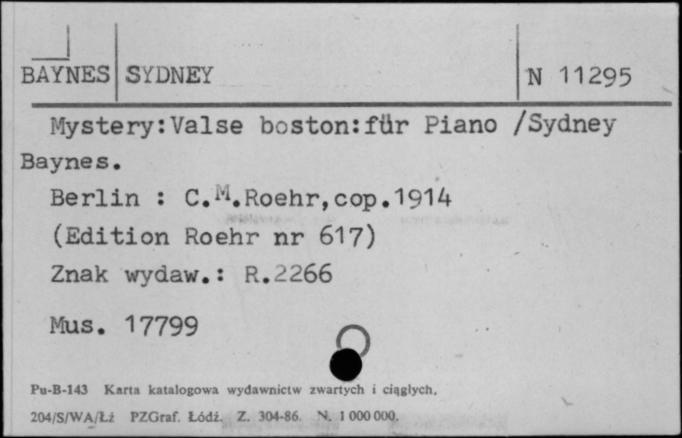 BAYNES SYDNEY N 11295
Mystery:Valse boston:für Piano /Sydney
Baynes.
Berlin : C.M.Roehr,cop.1914
(Edition Roehr nr 617)
Znak wydaw.: R.2266
Mus. 17799
Pu-B-143 Karta katalogowa wydawnictw zwartych i ciągłych.
204/S/WA/Łż PZGraf. Łódź. Z. 304-86. N. 1 000 000.